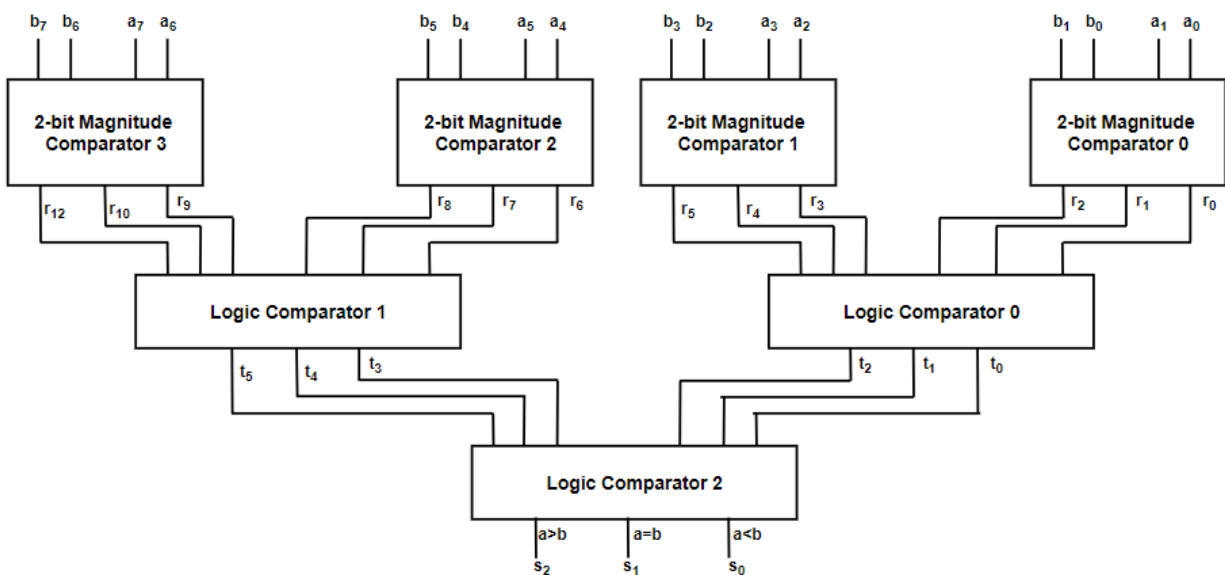 b₇ b₆ a₇ a₆ b₅ b₄ a₅ a₄ b₃ b₂ a₃ a₂ b₁ b₀ a₁ a₀
2-bit Magnitude
Comparator 3
2-bit Magnitude
Comparator 2
2-bit Magnitude
Comparator 1
2-bit Magnitude
Comparator 0
r₁₂ r₁₀ r₉ r₈ r₇ r₆ r₅ r₄ r₃ r₂ r₁ r₀
Logic Comparator 1
Logic Comparator 0
t₅ t₄ t₃ t₂ t₁ t₀
Logic Comparator 2
a>b a=b a<b
s₂ s₁ s₀